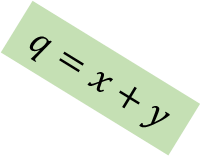 q = x + y